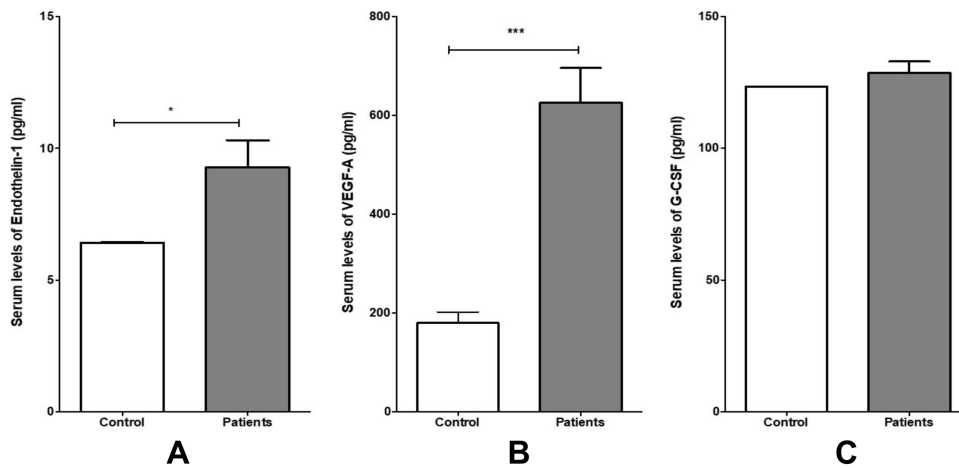 Serum levels of Endothelin-1 (pg/ml)
15
10
5
0
*
Control
Patients
A
Serum levels of VEGF-A (pg/ml)
800
600
400
200
0
***
Control
Patients
B
Serum levels of G-CSF (pg/ml)
150
100
50
0
Control
Patients
C